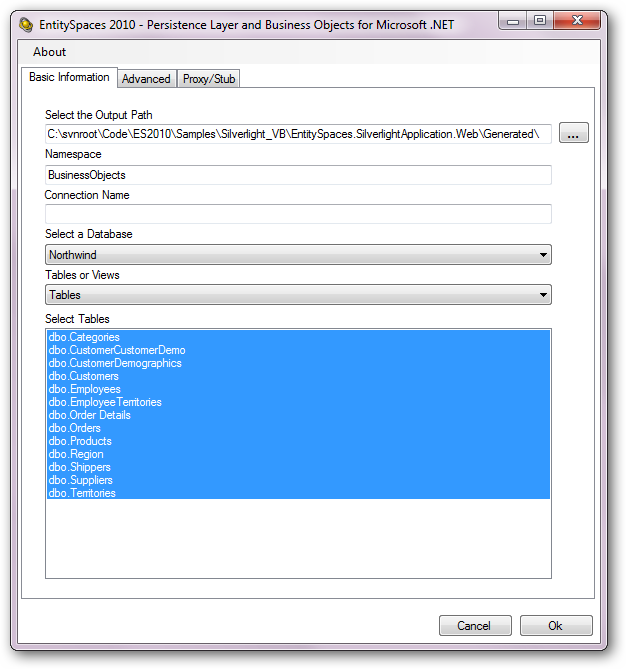 EntitySpaces 2010 - Persistence Layer and Business Objects for Microsoft .NET
About
Basic Information
Advanced
Proxy/Stub
Select the Output Path
C:\svnroot\Code\ES2010\Samples\Silverlight_VB\EntitySpaces.SilverlightApplication.Web\Generated\
...
Namespace
BusinessObjects
Connection Name
Select a Database
Northwind
Tables or Views
Tables
Select Tables
dbo.Categories
dbo.CustomerCustomerDemo
dbo.CustomerDemographics
dbo.Customers
dbo.Employees
dbo.EmployeeTerritories
dbo.Order Details
dbo.Orders
dbo.Products
dbo.Region
dbo.Shippers
dbo.Suppliers
dbo.Territories
Cancel
Ok